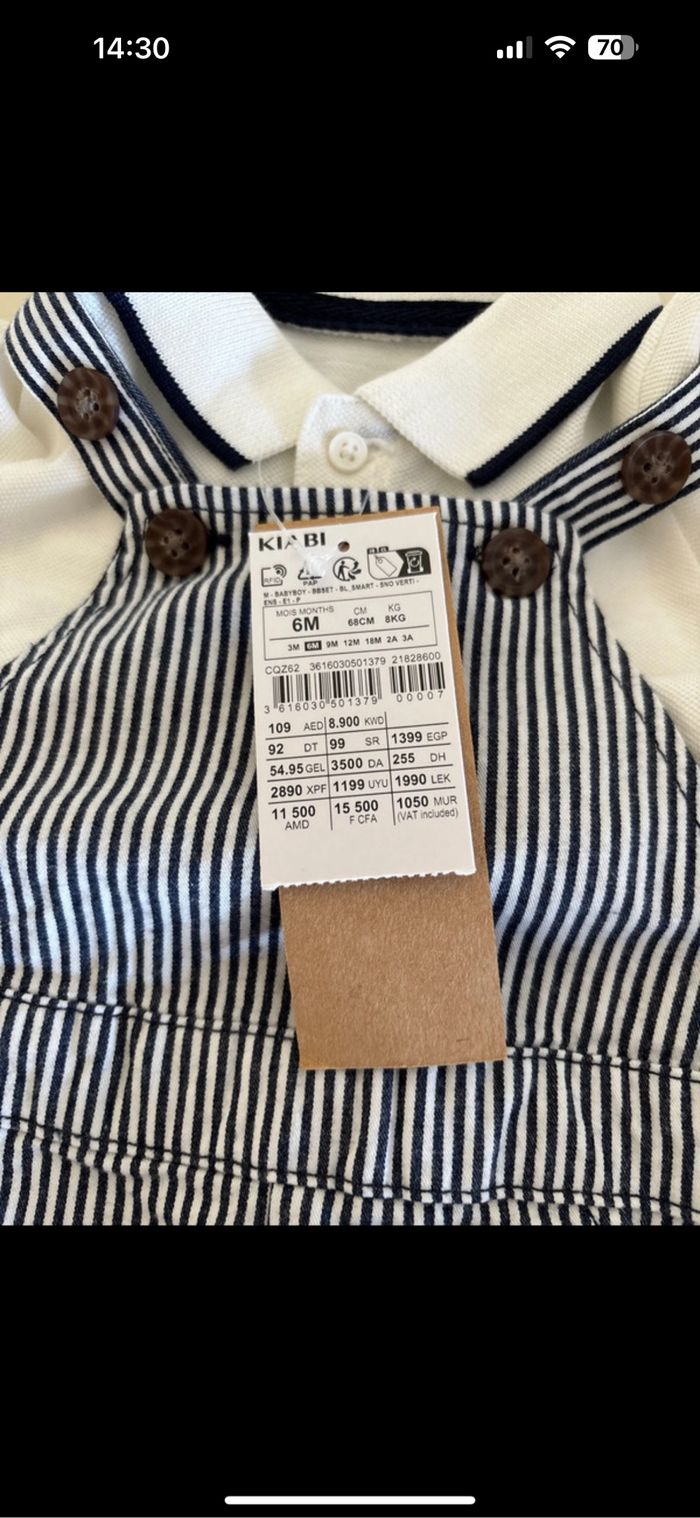 14:30
70
KIABI
RFID
PAP
M - BABYBOY - BBSET - BL_SMART - SNO VERTI -
ENS - E1 - P
MOIS MONTHS CM KG
6M 68CM 8KG
3M 6M 9M 12M 18M 2A 3A
CQZ62 3616030501379 21828600
3 616030 501379 00007
109 AED 8.900 KWD
92 DT 99 SR 1399 EGP
54.95 GEL 3500 DA 255 DH
2890 XPF 1199 UYU 1990 LEK
11 500 AMD 15 500 F CFA 1050 MUR
(VAT included)